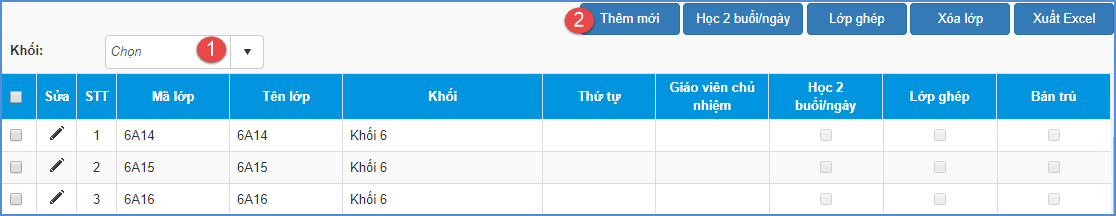 2 Thêm mới Học 2 buổi/ngày Lớp ghép Xóa lớp Xuất Excel
Khối: Chọn 1
Sửa STT Mã lớp Tên lớp Khối Thứ tự Giáo viên chủ nhiệm Học 2 buổi/ngày Lớp ghép Bán trú
1 6A14 6A14 Khối 6
2 6A15 6A15 Khối 6
3 6A16 6A16 Khối 6